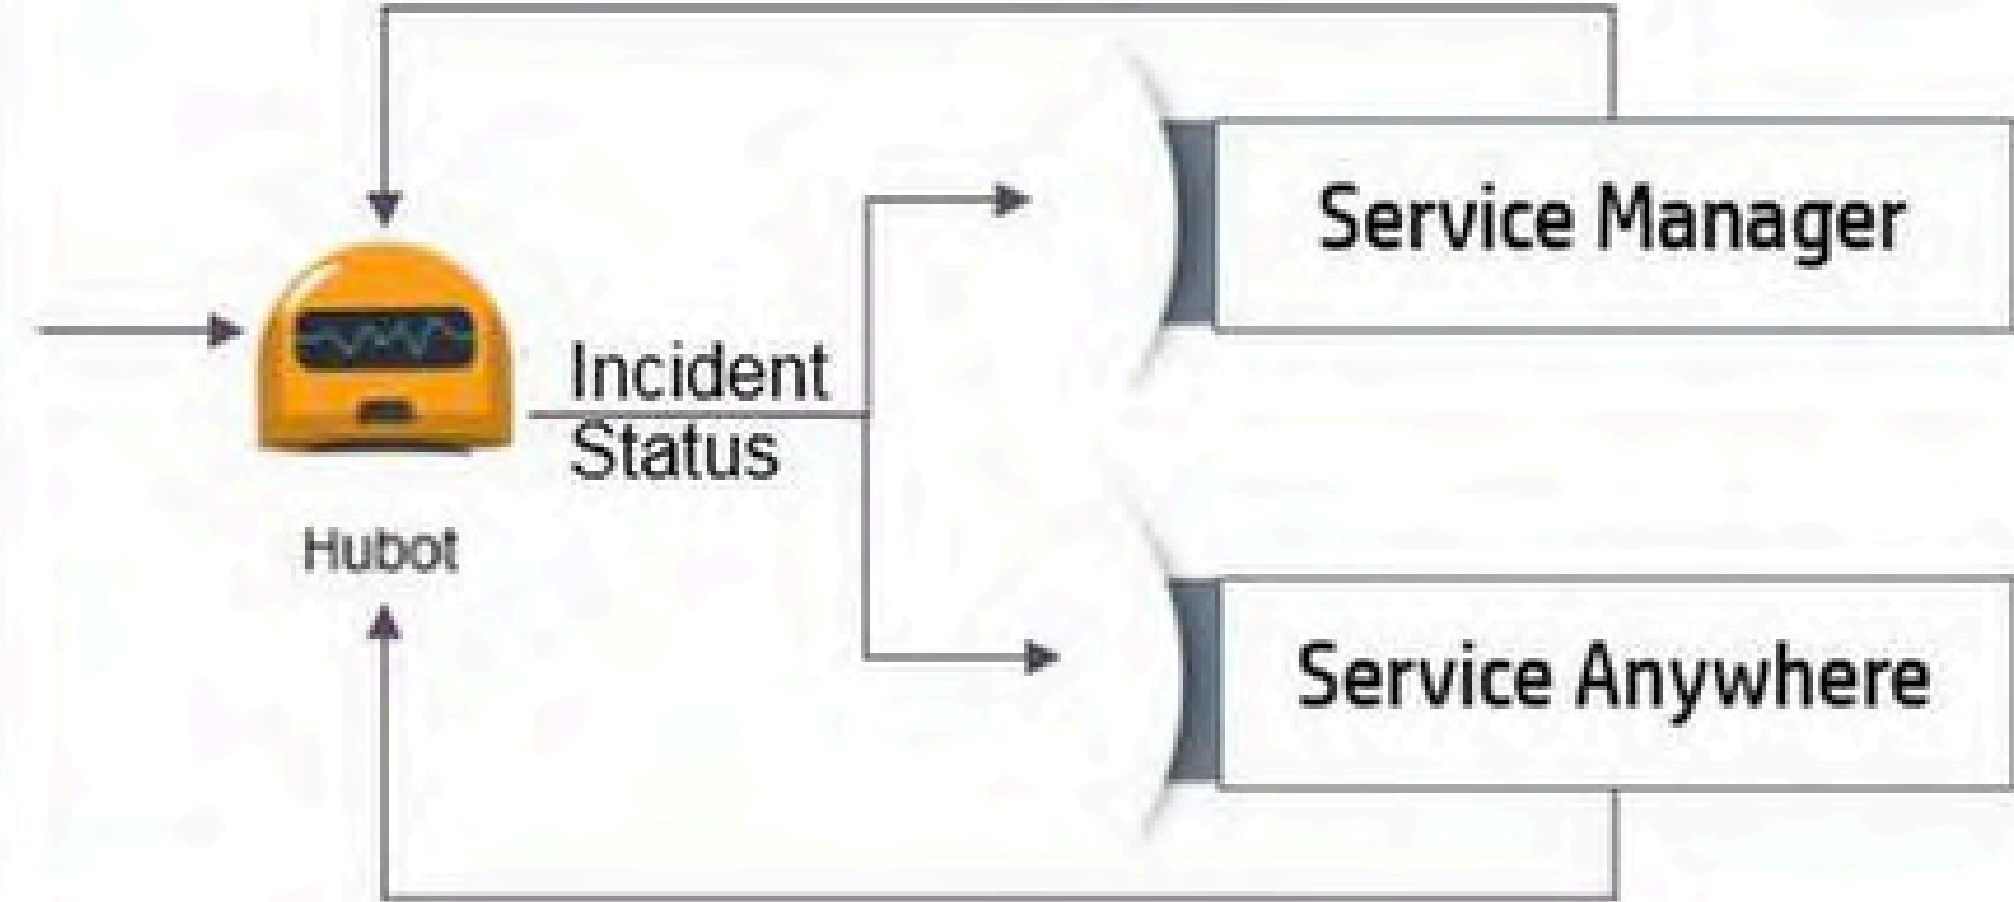 Service Manager
Incident
Status
Hubot
Service Anywhere